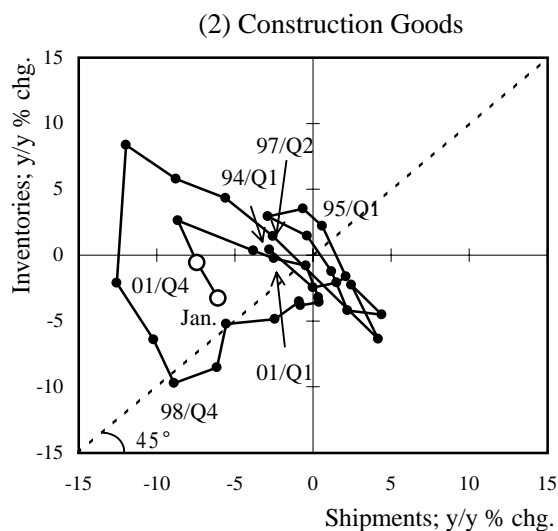 (2) Construction Goods
Inventories; y/y % chg.
15
10
5
0
-5
-10
-15
97/Q2
94/Q1
95/Q1
01/Q4
Jan.
01/Q1
98/Q4
45°
-15 -10 -5 0 5 10 15
Shipments; y/y % chg.